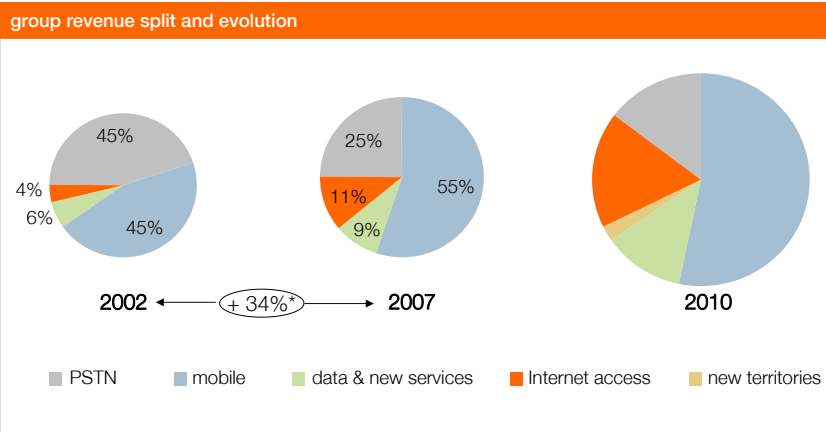 group revenue split and evolution
45%
4%
6%
45%
25%
11%
9%
55%
2002
+ 34%*
2007
2010
PSTN
mobile
data & new services
Internet access
new territories